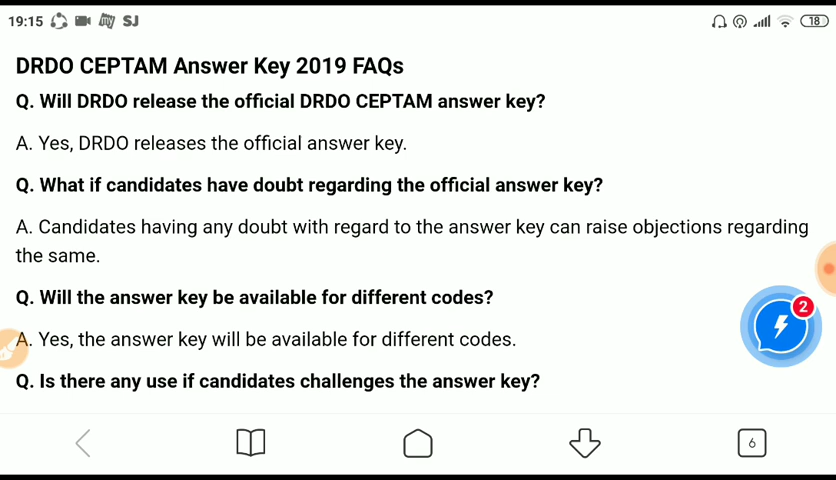 19:15 my SJ 18
DRDO CEPTAM Answer Key 2019 FAQs
Q. Will DRDO release the official DRDO CEPTAM answer key?
A. Yes, DRDO releases the official answer key.
Q. What if candidates have doubt regarding the official answer key?
A. Candidates having any doubt with regard to the answer key can raise objections regarding
the same.
Q. Will the answer key be available for different codes?
2
A. Yes, the answer key will be available for different codes.
Q. Is there any use if candidates challenges the answer key?
6